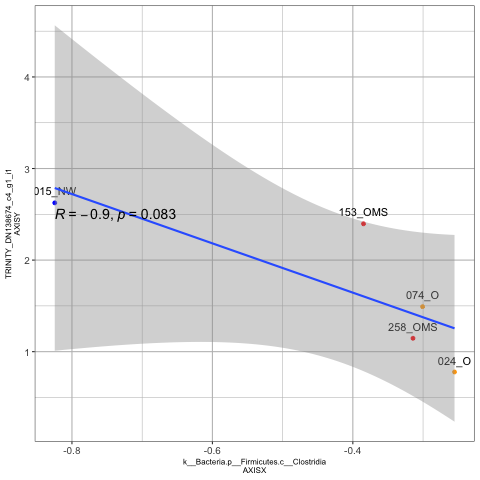 4
3
2
1
TRINITY_DN138674_c4_g1_i1
AXISY
015_NW
R = −0.9, p = 0.083
153_OMS
074_O
258_OMS
024_O
-0.8
-0.6
-0.4
k__Bacteria.p__Firmicutes.c__Clostridia
AXISX